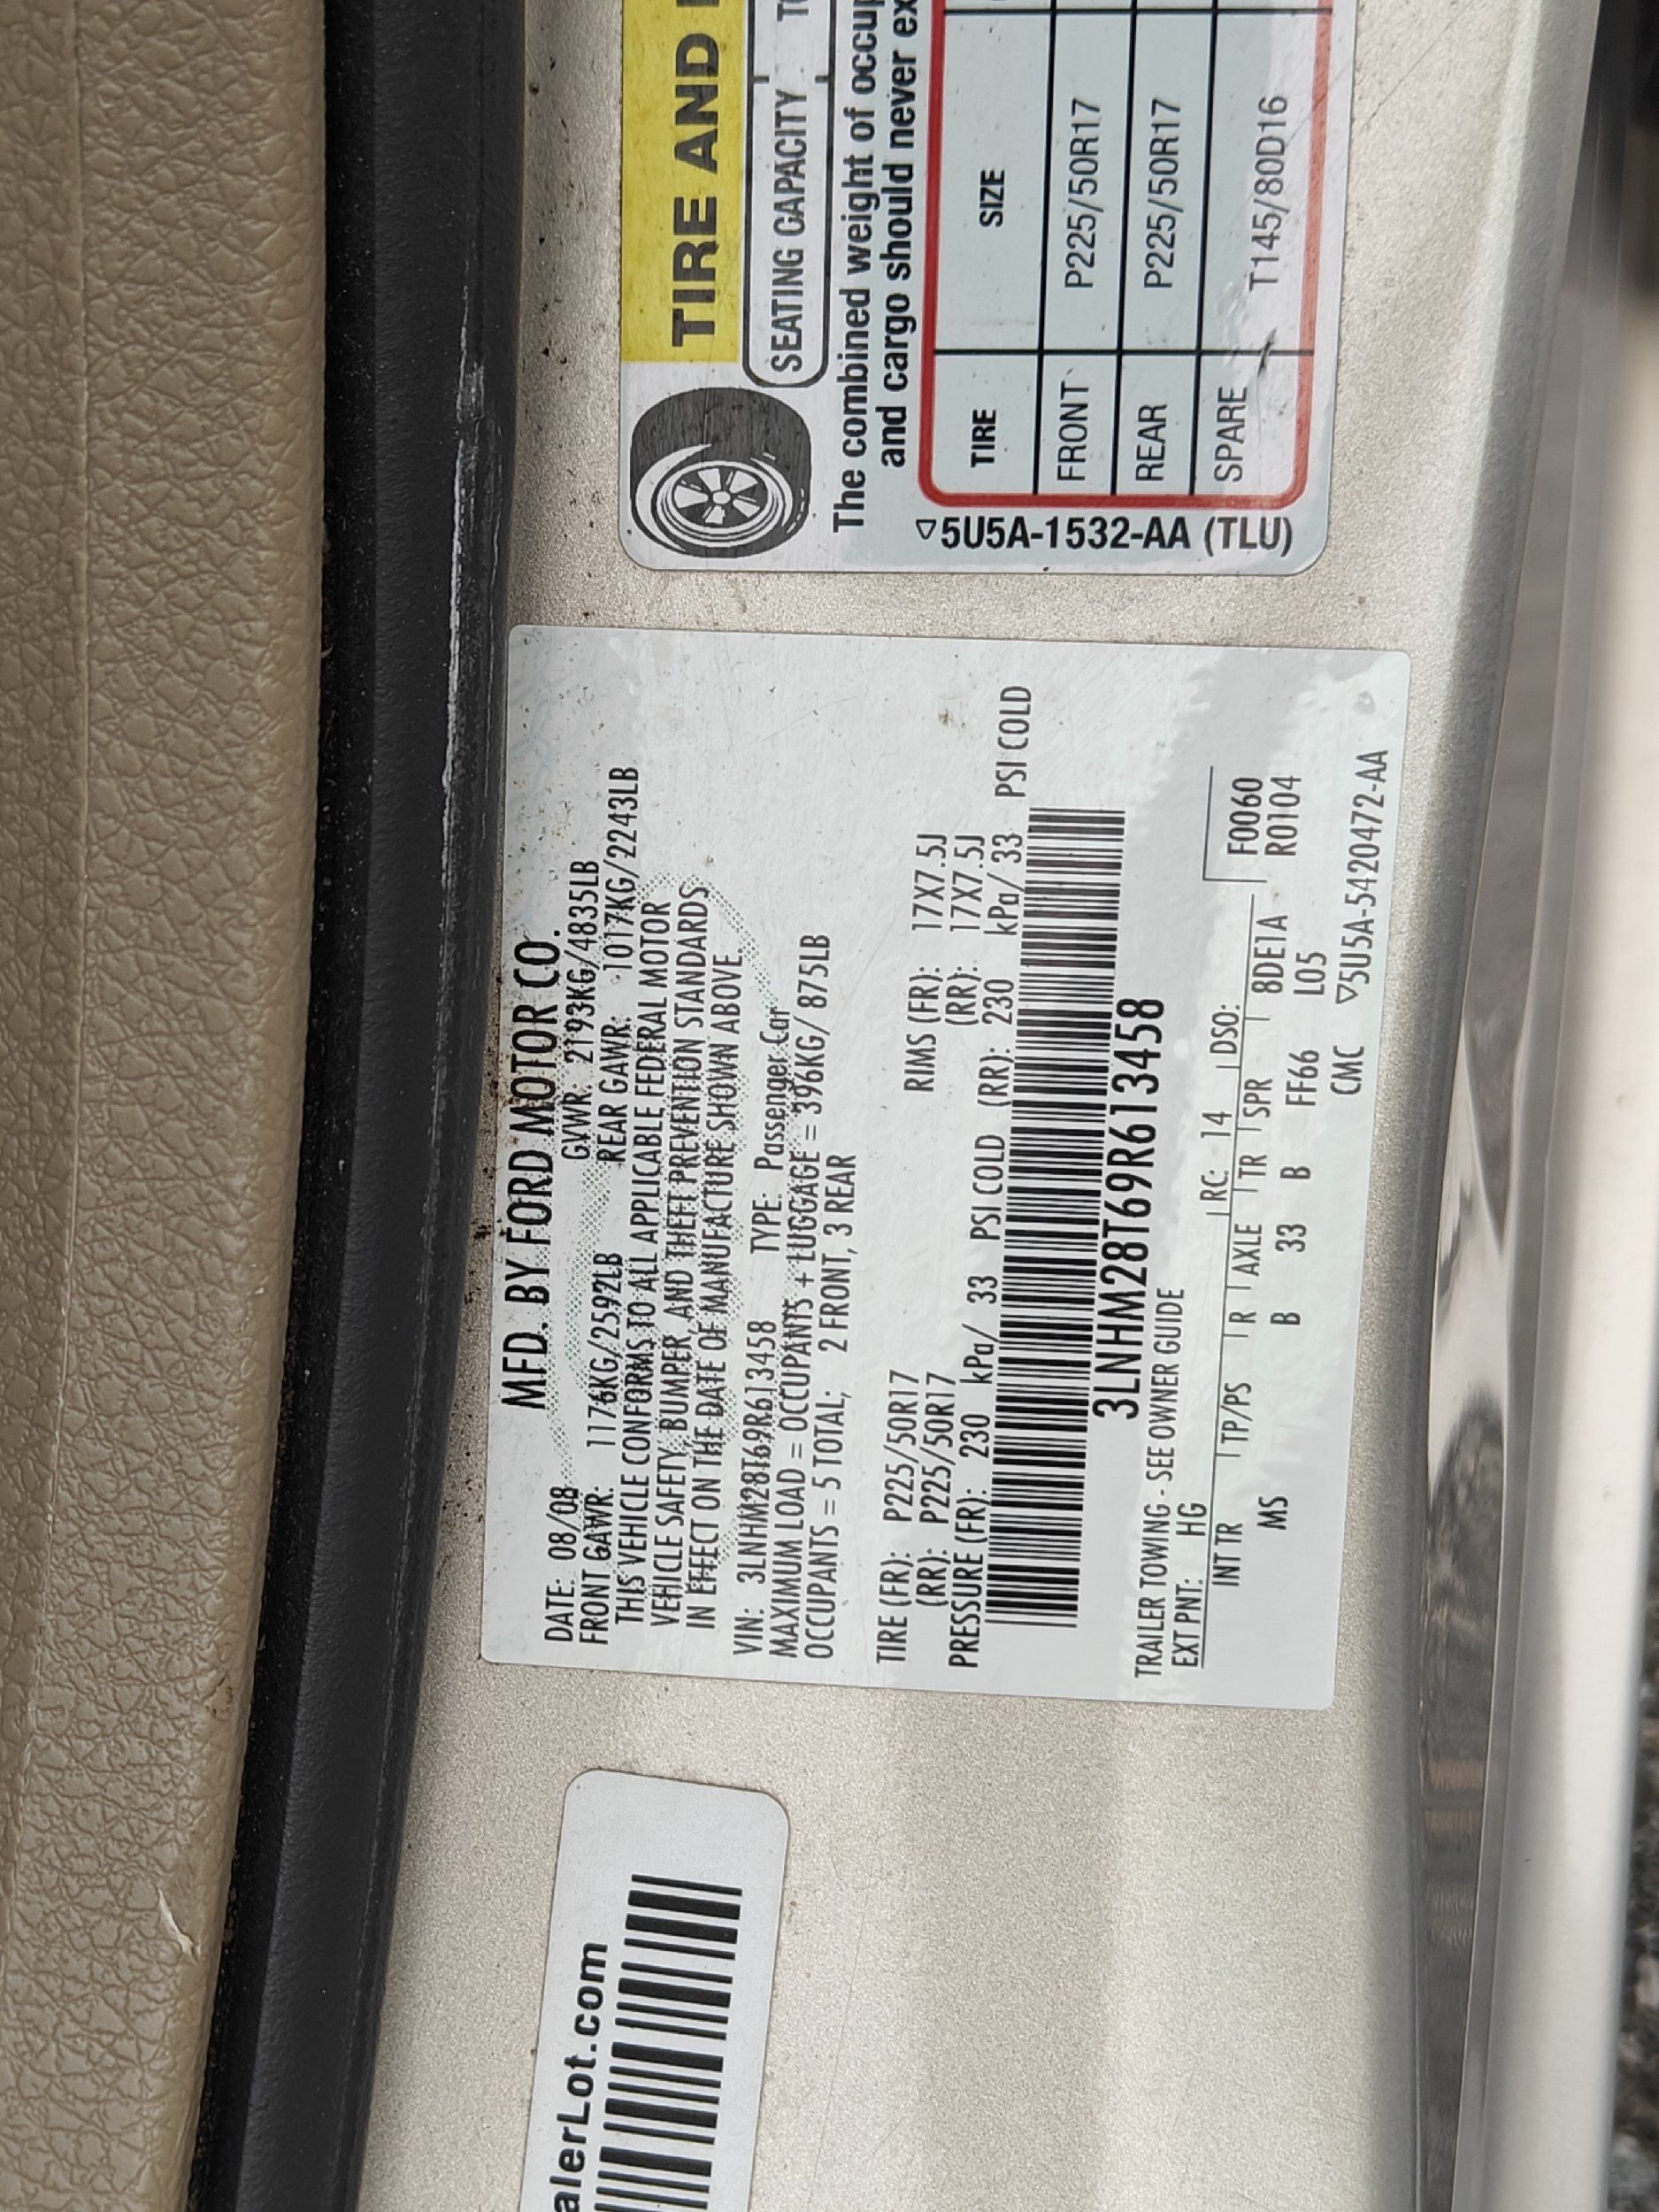 MFD. BY FORD MOTOR CO.
DATE: 08/08 GVWR: 2193KG/4835LB
FRONT GAWR: 1176KG/2592LB REAR GAWR: 1017KG/2243LB
THIS VEHICLE CONFORMS TO ALL APPLICABLE FEDERAL MOTOR
VEHICLE SAFETY, BUMPER, AND THEFT PREVENTION STANDARDS
IN EFFECT ON THE DATE OF MANUFACTURE SHOWN ABOVE.
VIN: 3LNHM28T69R613458 TYPE: Passenger Car
MAXIMUM LOAD = OCCUPANTS + LUGGAGE = 396KG/ 875LB
OCCUPANTS = 5 TOTAL; 2 FRONT, 3 REAR
TIRE (FR): P225/50R17 RIMS (FR): 17X7.5J
(RR): P225/50R17 (RR): 17X7.5J
PRESSURE (FR): 230 kPa/ 33 PSI COLD (RR): 230 kPa/ 33 PSI COLD
3LNHM28T69R613458
TRAILER TOWING - SEE OWNER GUIDE
EXT PNT: HG RC: 14 DSO:
INT TR TP/PS R AXLE TR SPR 8DE1A F0060
MS B 33 B FF66 L05 R0104
CMC ▽5U5A-5420472-AA
TIRE AND
SEATING CAPACITY
The combined weight of
and cargo should never
TIRE SIZE
FRONT P225/50R17
REAR P225/50R17
SPARE T145/80D16
▽5U5A-1532-AA (TLU)
alerLot.com